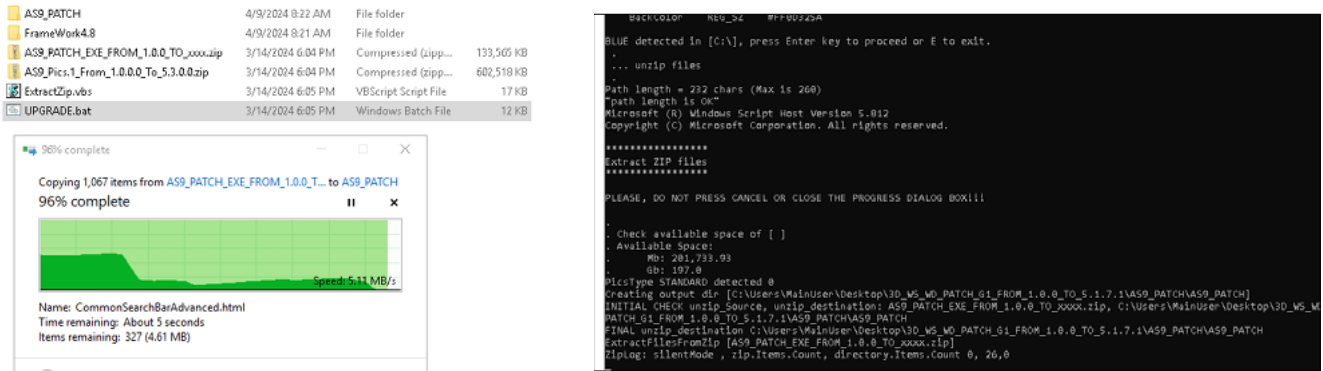 AS9_PATCH 4/9/2024 8:22 AM File folder
FrameWork4.8 4/9/2024 8:21 AM File folder
AS9_PATCH_EXE_FROM_1.0.0_TO_xxxx.zip 3/14/2024 6:04 PM Compressed (zipp... 133,565 KB
AS9_Pics.1_From_1.0.0.0_To_5.3.0.0.zip 3/14/2024 6:04 PM Compressed (zipp... 602,518 KB
ExtractZip.vbs 3/14/2024 6:05 PM VBScript Script File 17 KB
UPGRADE.bat 3/14/2024 6:05 PM Windows Batch File 12 KB
96% complete
Copying 1,067 items from AS9_PATCH_EXE_FROM_1.0.0_T... to AS9_PATCH
96% complete
Speed: 5.11 MB/s
Name: CommonSearchBarAdvanced.html
Time remaining: About 5 seconds
Items remaining: 327 (4.61 MB)
BackColor REG_SZ #FF0D325A
BLUE detected in [C:\], press Enter key to proceed or E to exit.
.
... unzip files
.
Path length = 232 chars (Max is 260)
"path length is OK"
Microsoft (R) Windows Script Host Version 5.812
Copyright (C) Microsoft Corporation. All rights reserved.
*****************
Extract ZIP files
*****************
PLEASE, DO NOT PRESS CANCEL OR CLOSE THE PROGRESS DIALOG BOX!!!
.
. Check available space of [ ]
. Available Space:
. Mb: 201,733.93
. Gb: 197.0
PicsType STANDARD detected 0
Creating output dir [C:\Users\MainUser\Desktop\3D_WS_WD_PATCH_G1_FROM_1.0.0_TO_5.1.7.1\AS9_PATCH\AS9_PATCH]
INITIAL CHECK unzip_Source, unzip_destination: AS9_PATCH_EXE_FROM_1.0.0_TO_xxxx.zip, C:\Users\MainUser\Desktop\3D_WS_WD
PATCH_G1_FROM_1.0.0_TO_5.1.7.1\AS9_PATCH\AS9_PATCH
FINAL unzip_destination C:\Users\MainUser\Desktop\3D_WS_WD_PATCH_G1_FROM_1.0.0_TO_5.1.7.1\AS9_PATCH\AS9_PATCH
ExtractFilesFromZip [AS9_PATCH_EXE_FROM_1.0.0_TO_xxxx.zip]
ZipLog: silentMode , zip.Items.Count, directory.Items.Count 0, 26,0